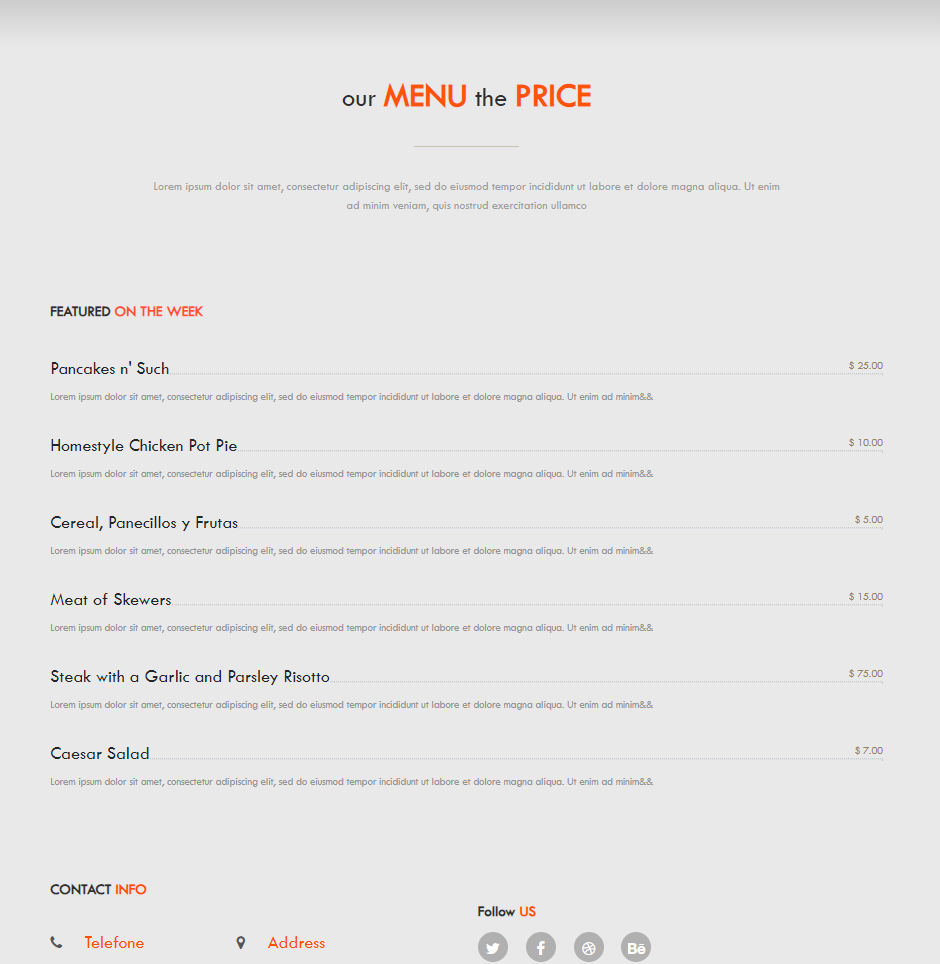 our MENU the PRICE
Lorem ipsum dolor sit amet, consectetur adipiscing elit, sed do eiusmod tempor incididunt ut labore et dolore magna aliqua. Ut enim
ad minim veniam, quis nostrud exercitation ullamco
FEATURED ON THE WEEK
Pancakes n' Such $ 25.00
Lorem ipsum dolor sit amet, consectetur adipiscing elit, sed do eiusmod tempor incididunt ut labore et dolore magna aliqua. Ut enim ad minim&&
Homestyle Chicken Pot Pie $ 10.00
Lorem ipsum dolor sit amet, consectetur adipiscing elit, sed do eiusmod tempor incididunt ut labore et dolore magna aliqua. Ut enim ad minim&&
Cereal, Panecillos y Frutas $ 5.00
Lorem ipsum dolor sit amet, consectetur adipiscing elit, sed do eiusmod tempor incididunt ut labore et dolore magna aliqua. Ut enim ad minim&&
Meat of Skewers $ 15.00
Lorem ipsum dolor sit amet, consectetur adipiscing elit, sed do eiusmod tempor incididunt ut labore et dolore magna aliqua. Ut enim ad minim&&
Steak with a Garlic and Parsley Risotto $ 75.00
Lorem ipsum dolor sit amet, consectetur adipiscing elit, sed do eiusmod tempor incididunt ut labore et dolore magna aliqua. Ut enim ad minim&&
Caesar Salad $ 7.00
Lorem ipsum dolor sit amet, consectetur adipiscing elit, sed do eiusmod tempor incididunt ut labore et dolore magna aliqua. Ut enim ad minim&&
CONTACT INFO
Telefone Address
Follow US
Bē